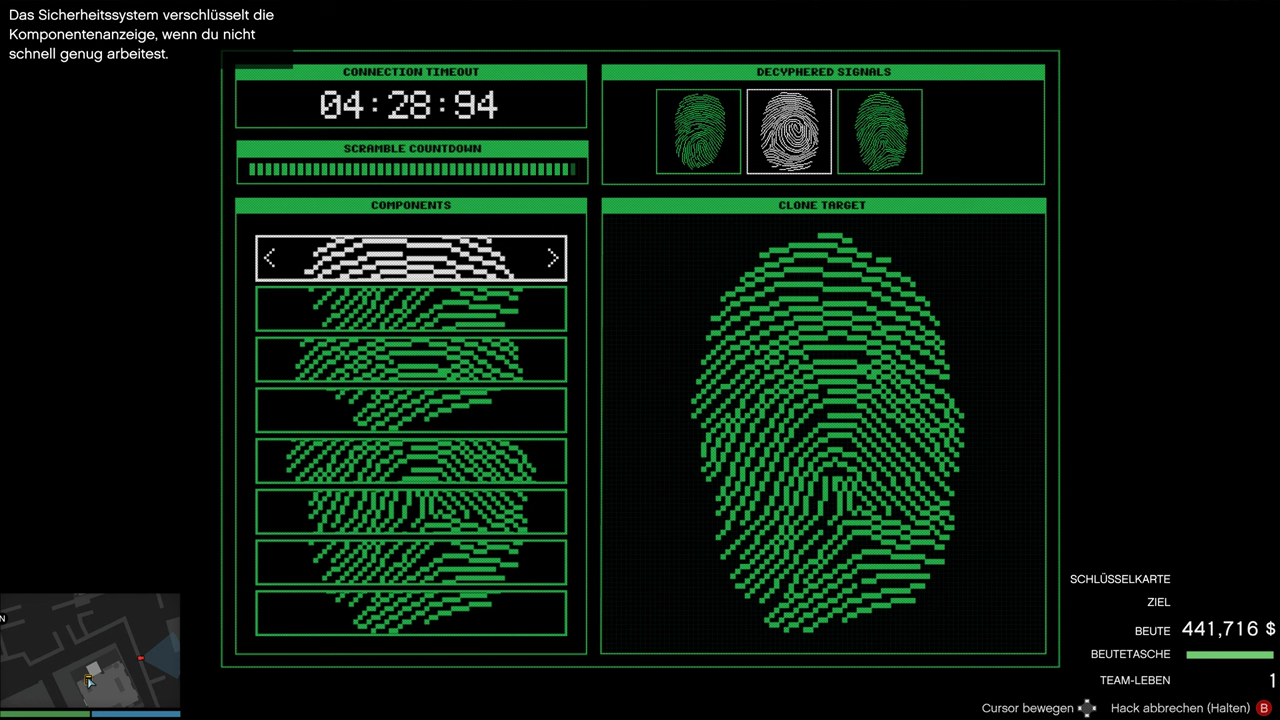 Das Sicherheitssystem verschlüsselt die
Komponentenanzeige, wenn du nicht
schnell genug arbeitest.
CONNECTION TIMEOUT
04:28:94
SCRAMBLE COUNTDOWN
COMPONENTS
DECYPHERED SIGNALS
CLONE TARGET
N
SCHLÜSSELKARTE
ZIEL
BEUTE 441,716 $
BEUTETASCHE
TEAM-LEBEN 1
Cursor bewegen Hack abbrechen (Halten) B